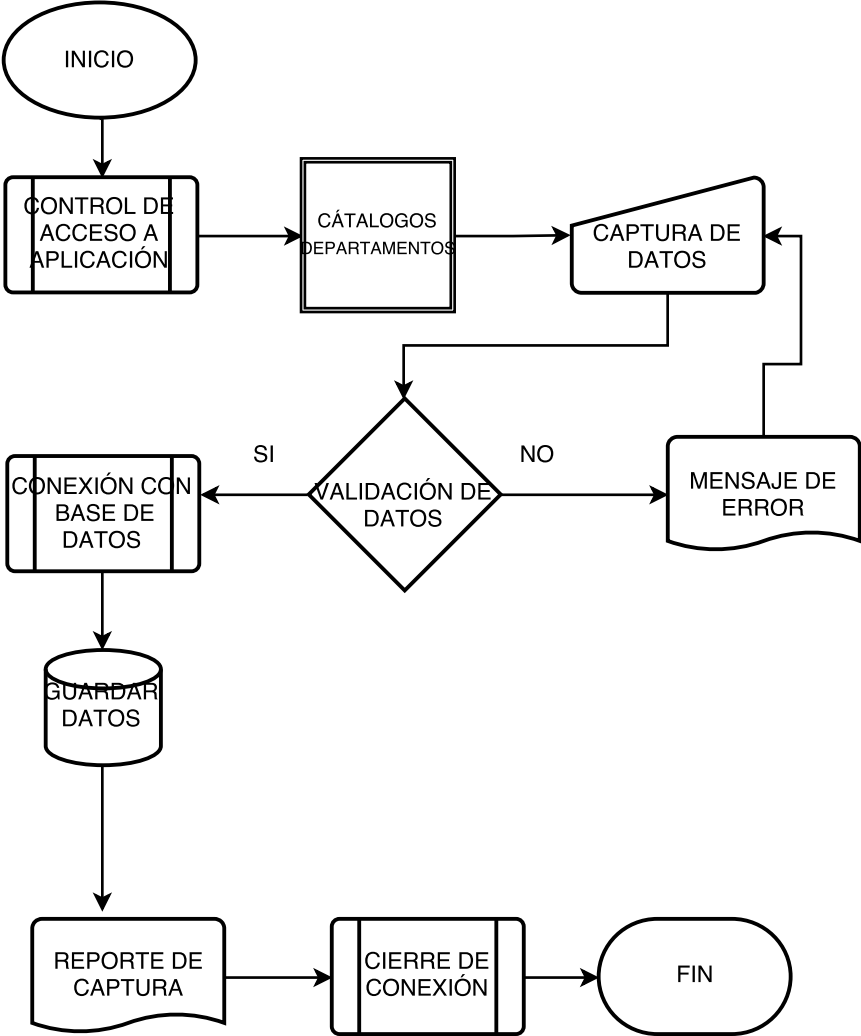 INICIO
CONTROL DE
ACCESO A
APLICACIÓN
CÁTALOGOS
DEPARTAMENTOS
CAPTURA DE
DATOS
SI
NO
CONEXIÓN CON
BASE DE
DATOS
VALIDACIÓN DE
DATOS
MENSAJE DE
ERROR
GUARDAR
DATOS
REPORTE DE
CAPTURA
CIERRE DE
CONEXIÓN
FIN